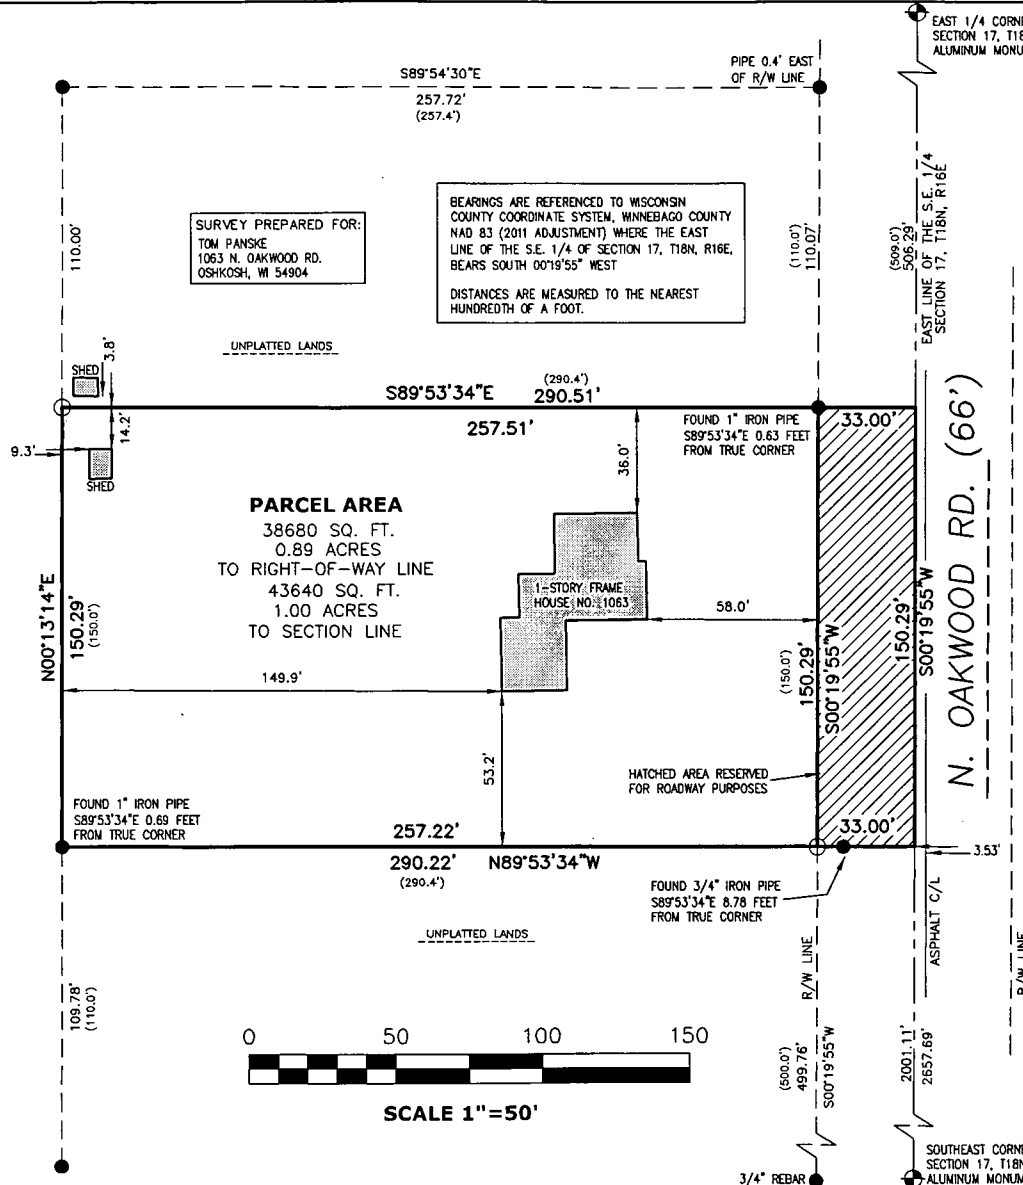 EAST 1/4
SECTION 17,
ALUMINUM
PIPE 0.4' EAST
OF R/W LINE
S89°54'30"E
257.72'
(257.4')
110.00'
SURVEY PREPARED FOR:
TOM PANSKE
1063 N. OAKWOOD RD.
OSHKOSH, WI 54904
BEARINGS ARE REFERENCED TO WISCONSIN
COUNTY COORDINATE SYSTEM, WINNEBAGO COUNTY
NAD 83 (2011 ADJUSTMENT) WHERE THE EAST
LINE OF THE S.E. 1/4 OF SECTION 17, T18N, R16E,
BEARS SOUTH 00°19'55" WEST
DISTANCES ARE MEASURED TO THE NEAREST
HUNDREDTH OF A FOOT.
(110.0')
110.07'
506.29'
EAST LINE OF THE S.E. 1/4
SECTION 17, T18N, R16E
UNPLATTED LANDS
SHED
3.8'
14.2'
9.3'
SHED
S89°53'34"E
(290.4')
290.51'
257.51'
FOUND 1" IRON PIPE
S89°53'34"E 0.63 FEET
FROM TRUE CORNER
33.00'
36.0'
PARCEL AREA
38680 SQ. FT.
0.89 ACRES
TO RIGHT-OF-WAY LINE
43640 SQ. FT.
1.00 ACRES
TO SECTION LINE
1-STORY FRAME
HOUSE NO. 1063
58.0'
N00°13'14"E
150.29'
(150.0')
149.9'
53.2'
(150.0')
150.29'
S00°19'55"W
150.29'
S00°19'55"W
N. OAKWOOD RD. (66')
HATCHED AREA RESERVED
FOR ROADWAY PURPOSES
FOUND 1" IRON PIPE
S89°53'34"E 0.69 FEET
FROM TRUE CORNER
257.22'
33.00'
290.22'
N89°53'34"W
(290.4')
3.53'
FOUND 3/4" IRON PIPE
S89°53'34"E 8.78 FEET
FROM TRUE CORNER
UNPLATTED LANDS
R/W LINE
ASPHALT C/L
R/W LINE
109.78'
(110.0')
0 50 100 150
SCALE 1"=50'
(500.0')
499.76'
S00°19'55"W
2001.11'
2657.69'
3/4" REBAR
SOUTHEAST
SECTION 17,
ALUMINUM